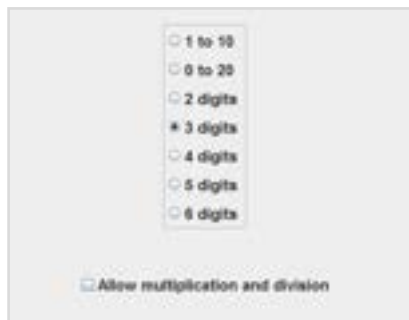 1 to 10
0 to 20
2 digits
3 digits
4 digits
5 digits
6 digits
Allow multiplication and division